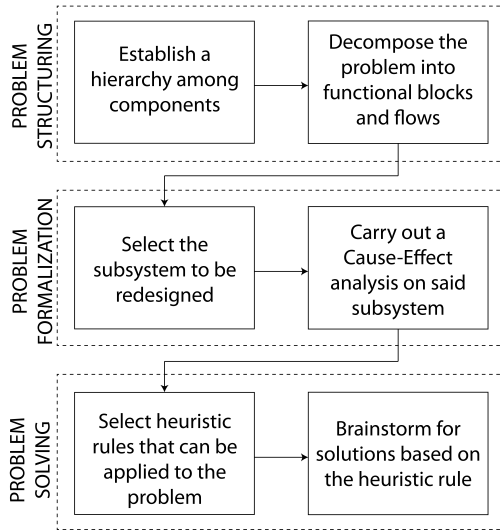 PROBLEM
STRUCTURING
Establish a
hierarchy among
components
Decompose the
problem into
functional blocks
and flows
PROBLEM
FORMALIZATION
Select the
subsystem to be
redesigned
Carry out a
Cause-Effect
analysis on said
subsystem
PROBLEM
SOLVING
Select heuristic
rules that can be
applied to the
problem
Brainstorm for
solutions based on
the heuristic rule